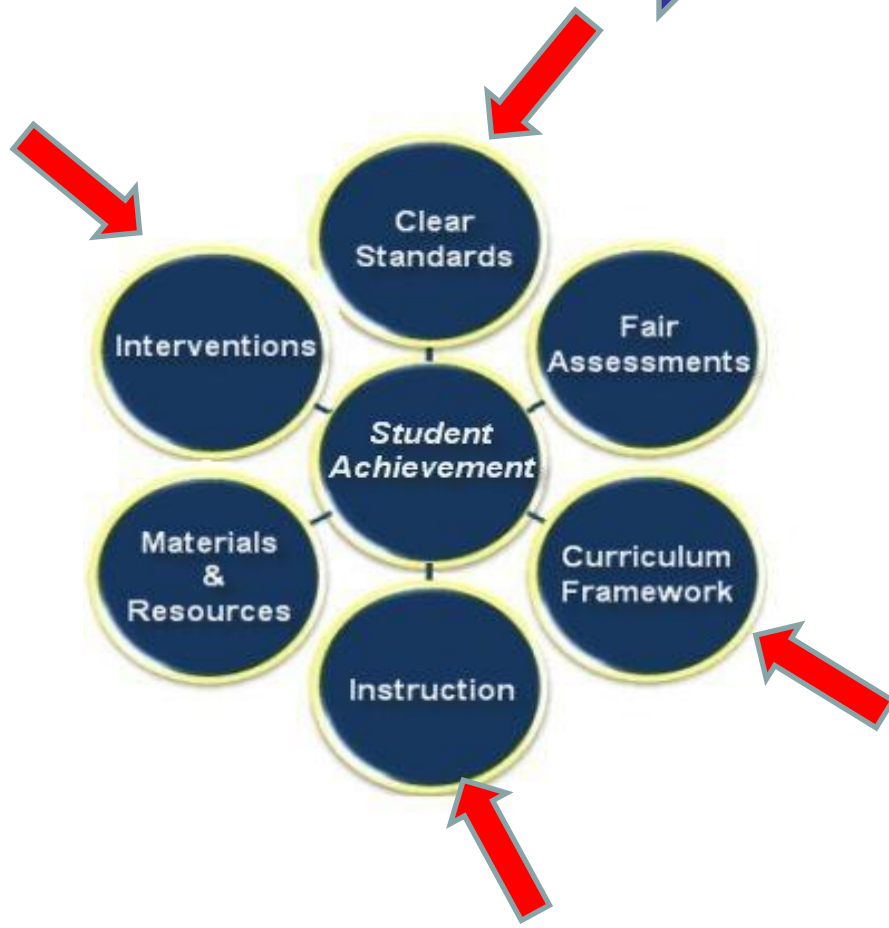 Clear
Standards
Fair
Assessments
Interventions
Student
Achievement
Materials
&
Resources
Curriculum
Framework
Instruction